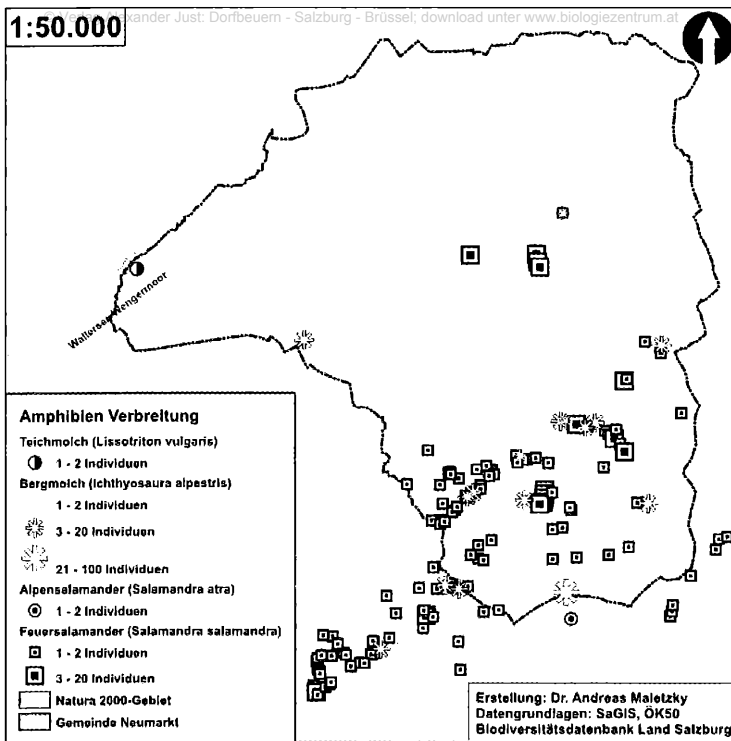 Alexander Just: Dorfbeuern - Salzburg - Brüssel; download unter www.biologiezentrum.at
1:50.000
Wallersee-Wengermoor
Amphibien Verbreitung
Teichmolch (Lissotriton vulgaris)
1 - 2 Individuen
Bergmolch (Ichthyosaura alpestris)
1 - 2 Individuen
3 - 20 Individuen
21 - 100 Individuen
Alpensalamander (Salamandra atra)
1 - 2 Individuen
Feuersalamander (Salamandra salamandra)
1 - 2 Individuen
3 - 20 Individuen
Natura 2000-Gebiet
Gemeinde Neumarkt
Erstellung: Dr. Andreas Maletzky
Datengrundlagen: SaGIS, ÖK50
Biodiversitätsdatenbank Land Salzburg